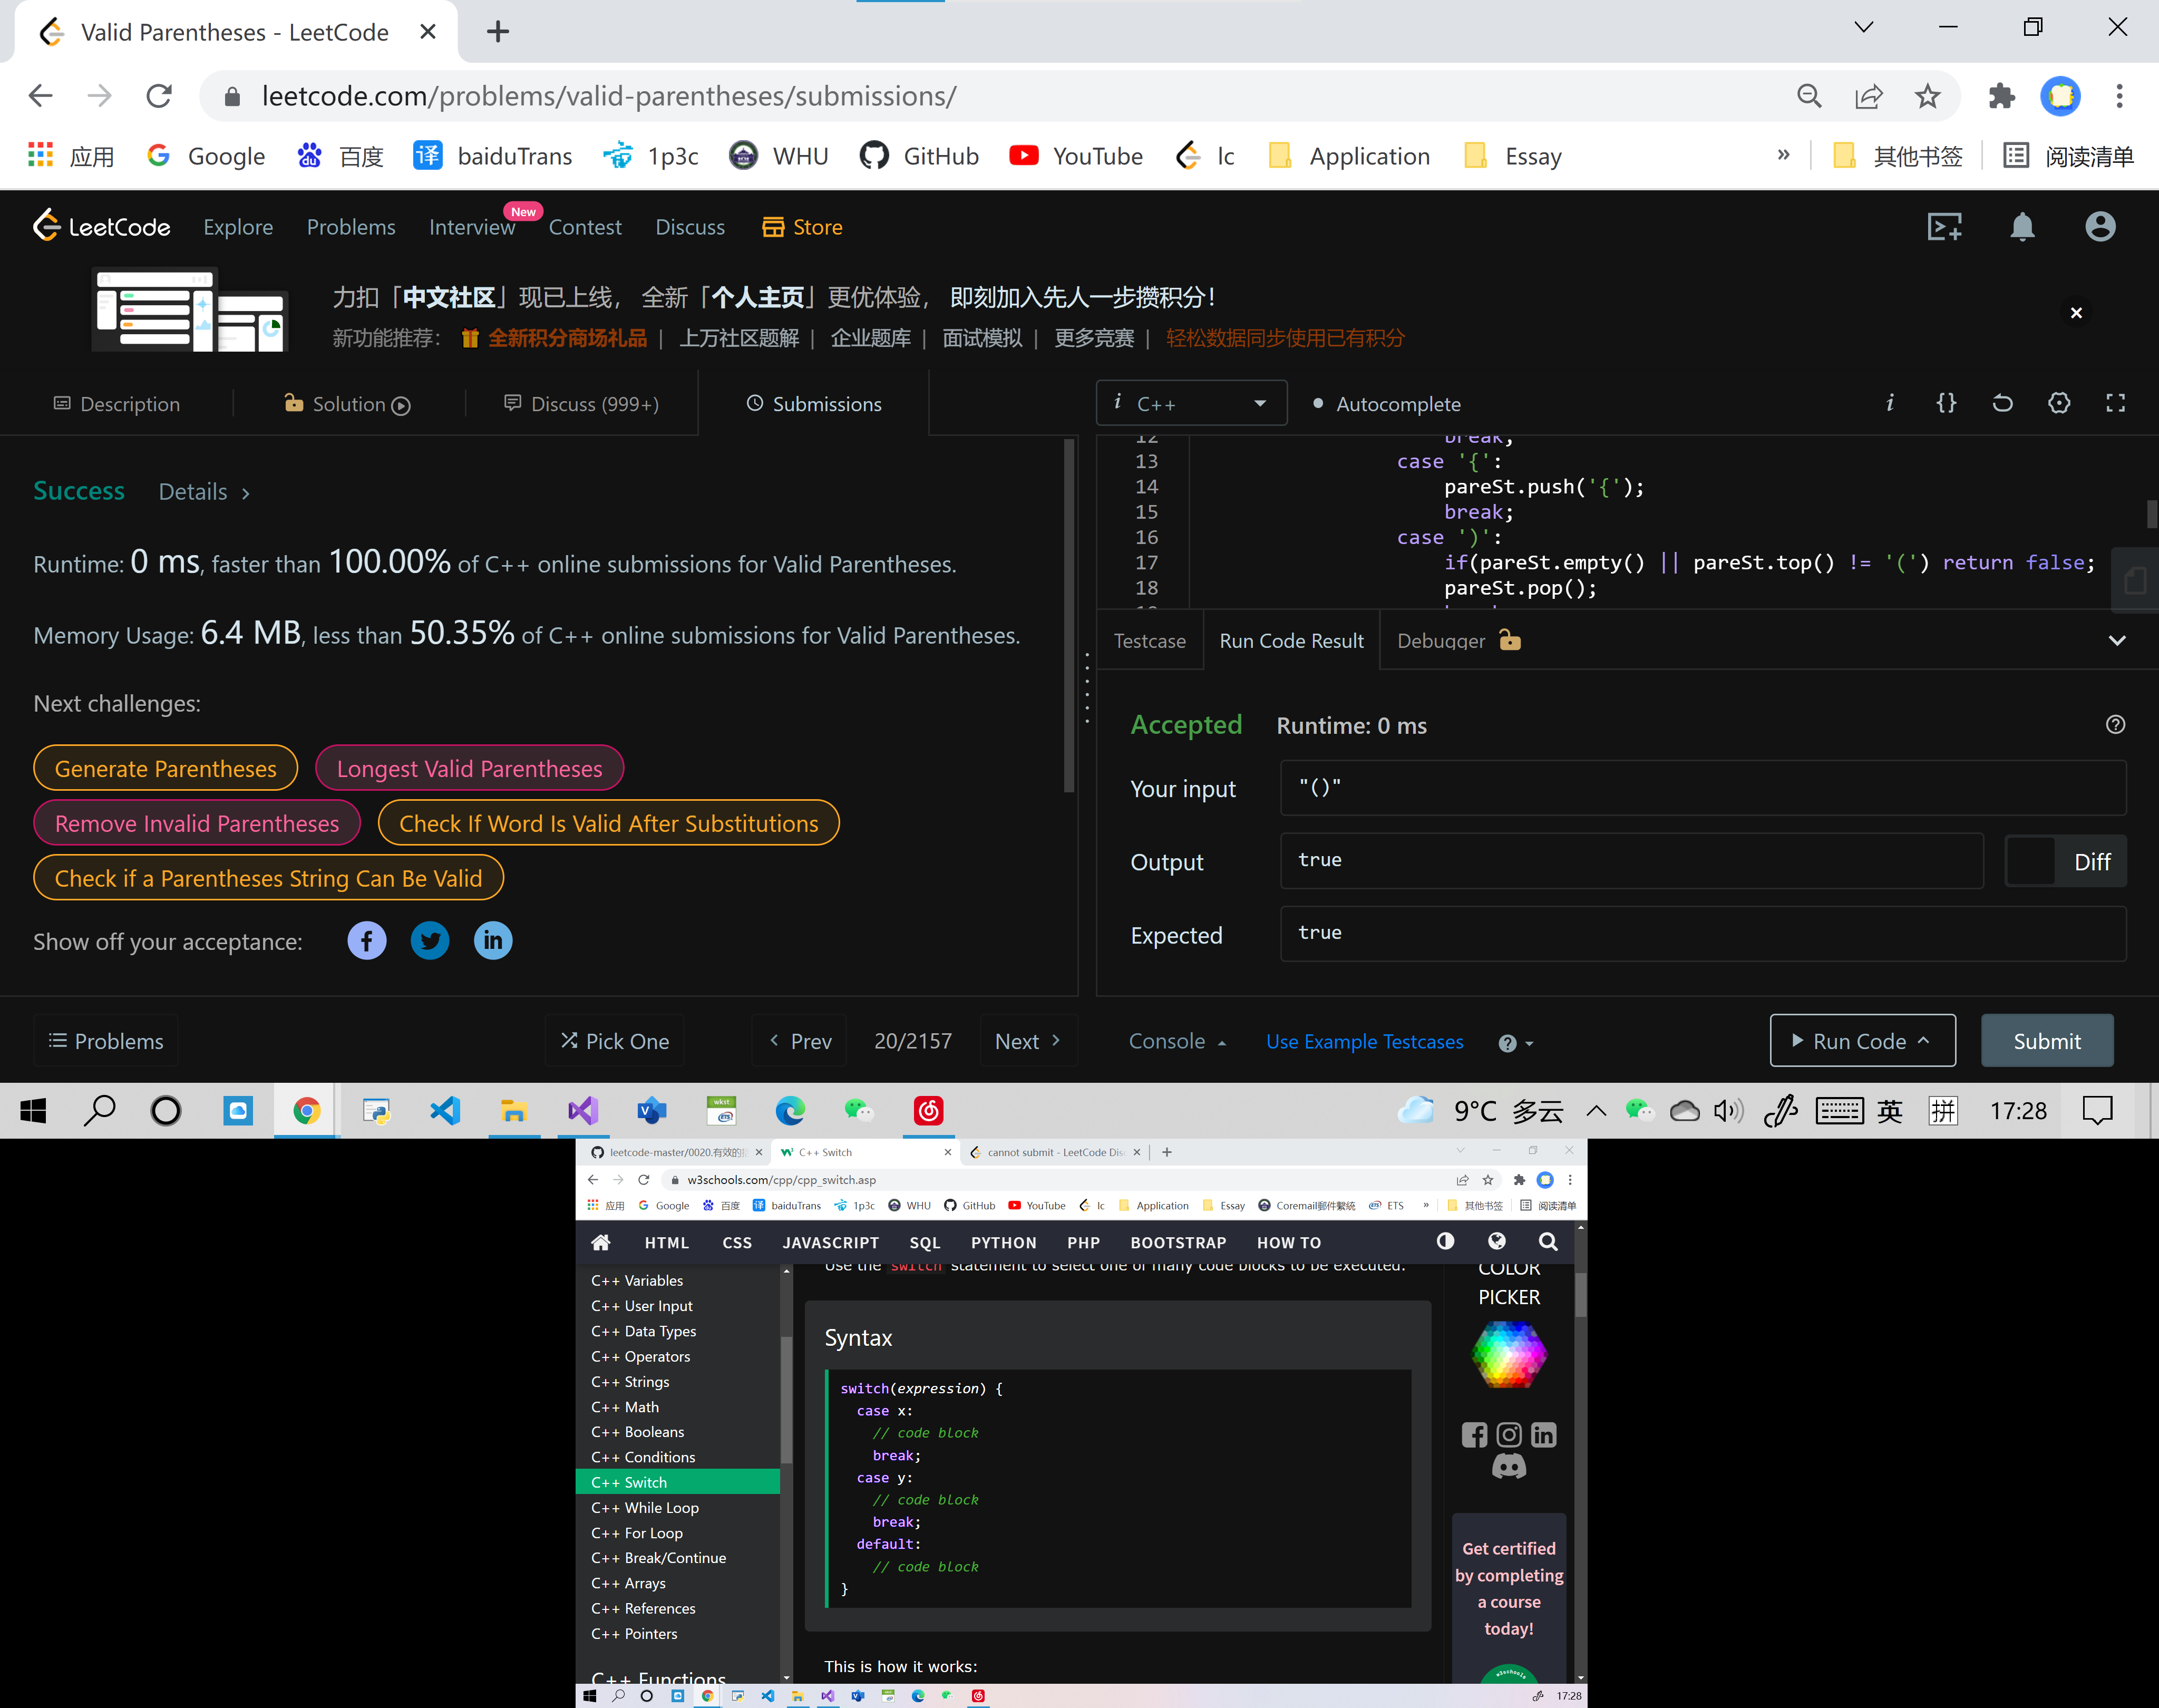 Valid Parentheses - LeetCode
leetcode.com/problems/valid-parentheses/submissions/
应用 Google 百度 译 baiduTrans 1p3c WHU GitHub YouTube lc Application Essay » 其他书签 阅读清单
LeetCode Explore Problems Interview New Contest Discuss Store
力扣「中文社区」现已上线，全新「个人主页」更优体验，即刻加入先人一步攒积分！
新功能推荐： 全新积分商场礼品 | 上万社区题解 | 企业题库 | 面试模拟 | 更多竞赛 | 轻松数据同步使用已有积分
Description Solution Discuss (999+) Submissions
Success Details >
Runtime: 0 ms, faster than 100.00% of C++ online submissions for Valid Parentheses.
Memory Usage: 6.4 MB, less than 50.35% of C++ online submissions for Valid Parentheses.
Next challenges:
Generate Parentheses Longest Valid Parentheses
Remove Invalid Parentheses Check If Word Is Valid After Substitutions
Check if a Parentheses String Can Be Valid
Show off your acceptance:
Problems Pick One < Prev 20/2157 Next >
i C++ Autocomplete i {}
12 break;
13 case '{':
14 pareSt.push('{');
15 break;
16 case ')':
17 if(pareSt.empty() || pareSt.top() != '(') return false;
18 pareSt.pop();
Testcase Run Code Result Debugger
Accepted Runtime: 0 ms
Your input "()"
Output true Diff
Expected true
Console Use Example Testcases Run Code Submit
9°C 多云 英 拼 17:28
leetcode-master/0020.有效的 C++ Switch cannot submit - LeetCode Dis
w3schools.com/cpp/cpp_switch.asp
应用 Google 百度 译 baiduTrans 1p3c WHU GitHub YouTube lc Application Essay Coremail郵件繫統 ETS » 其他书签 阅读清单
HTML CSS JAVASCRIPT SQL PYTHON PHP BOOTSTRAP HOW TO
C++ Variables
C++ User Input
C++ Data Types
C++ Operators
C++ Strings
C++ Math
C++ Booleans
C++ Conditions
C++ Switch
C++ While Loop
C++ For Loop
C++ Break/Continue
C++ Arrays
C++ References
C++ Pointers
C++ Functions
Use the switch statement to select one of many code blocks to be executed.
Syntax
switch(expression) {
case x:
// code block
break;
case y:
// code block
break;
default:
// code block
}
This is how it works:
COLOR
PICKER
Get certified
by completing
a course
today!
w3schools
17:28